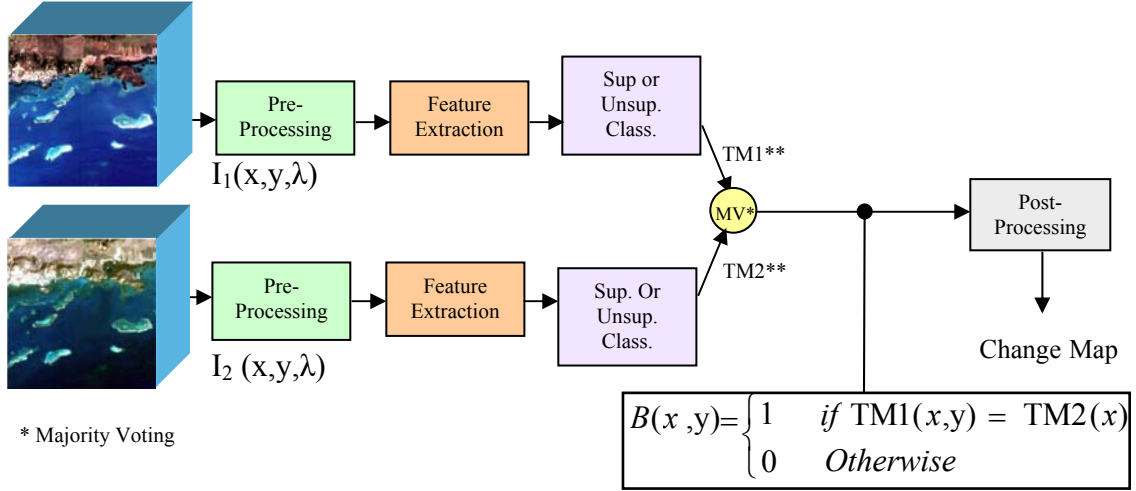 Pre-
Processing
Feature
Extraction
Sup or
Unsup.
Class.
I₁(x,y,λ)
TM1**
MV*
Post-
Processing
TM2**
Pre-
Processing
Feature
Extraction
Sup. Or
Unsup.
Class.
I₂ (x,y,λ)
Change Map
* Majority Voting
B(x ,y)= { 1 if TM1(x,y) = TM2(x)
0 Otherwise